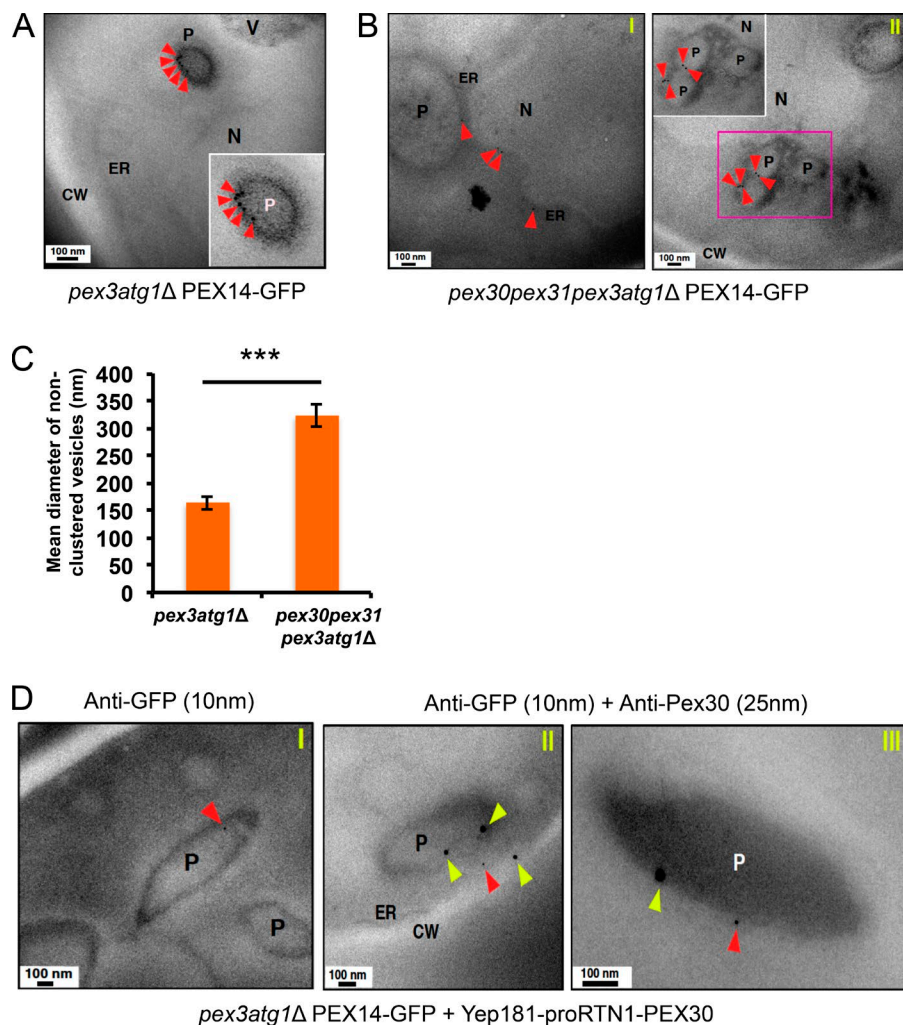 A
P
V
N
ER
CW
P
100 nm
pex3atg1Δ PEX14-GFP
B
I
ER
P
N
ER
100 nm
II
N
P
P
N
P
P
CW
100 nm
pex30pex31pex3atg1Δ PEX14-GFP
C
***
Mean diameter of non-
clustered vesicles (nm)
400
350
300
250
200
150
100
50
0
pex3atg1Δ
pex30pex31
pex3atg1Δ
D
Anti-GFP (10nm)
Anti-GFP (10nm) + Anti-Pex30 (25nm)
I
P
P
100 nm
II
P
ER
CW
100 nm
III
P
100 nm
pex3atg1Δ PEX14-GFP + Yep181-proRTN1-PEX30